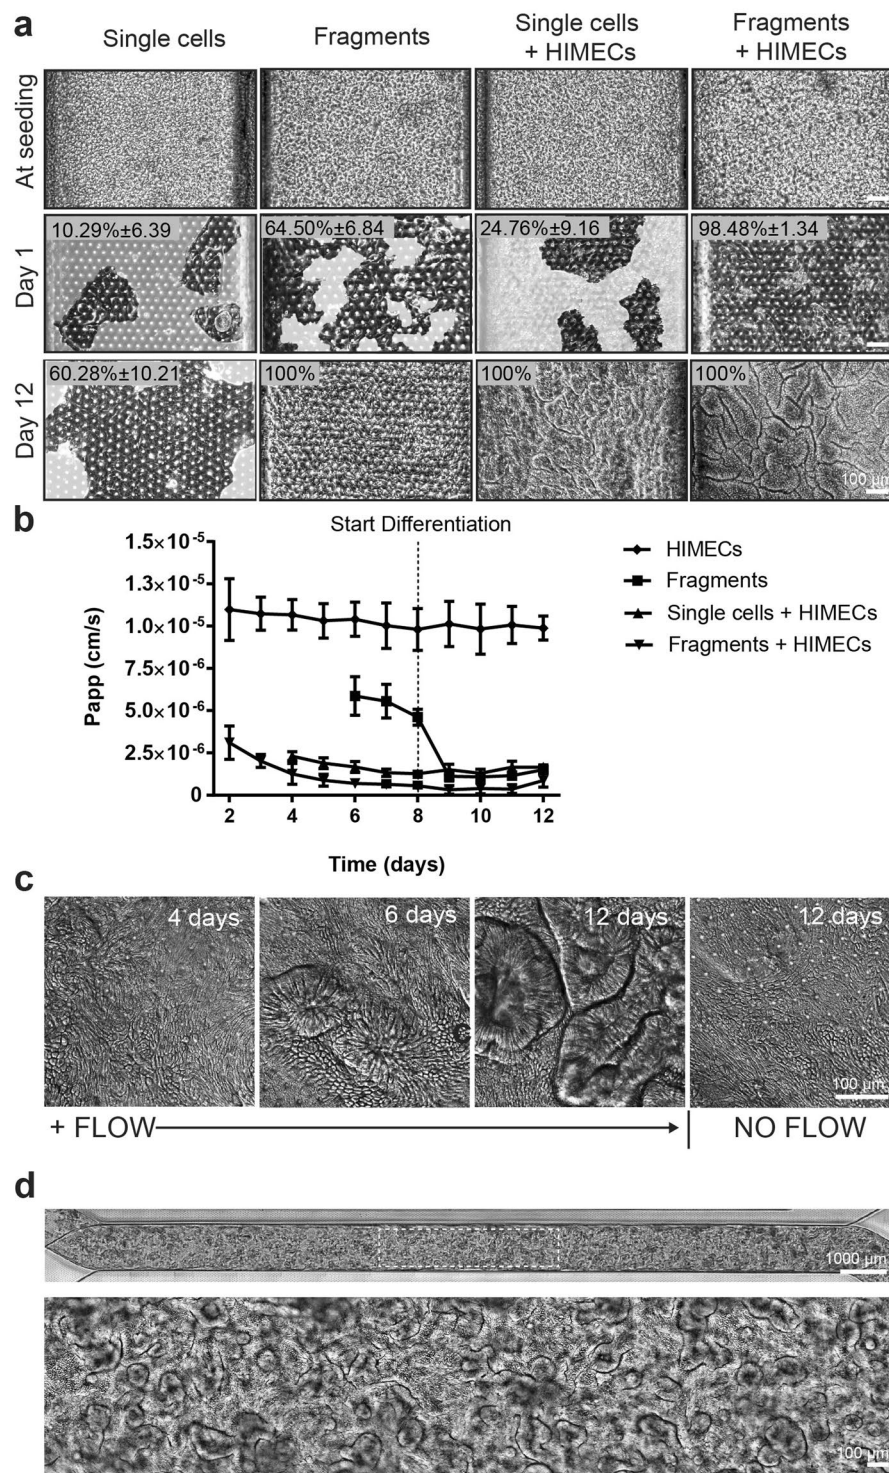 a
Single cells
Fragments
Single cells
+ HIMECs
Fragments
+ HIMECs
At seeding
Day 1
10.29%±6.39
64.50%±6.84
24.76%±9.16
98.48%±1.34
Day 12
60.28%±10.21
100%
100%
100%
100 µm
b
Start Differentiation
Papp (cm/s)
1.5×10⁻⁵
1.3×10⁻⁵
1.0×10⁻⁵
7.5×10⁻⁶
5.0×10⁻⁶
2.5×10⁻⁶
0
2 4 6 8 10 12
Time (days)
HIMECs
Fragments
Single cells + HIMECs
Fragments + HIMECs
c
4 days
6 days
12 days
12 days
100 µm
+ FLOW
NO FLOW
d
1000 µm
100 µm